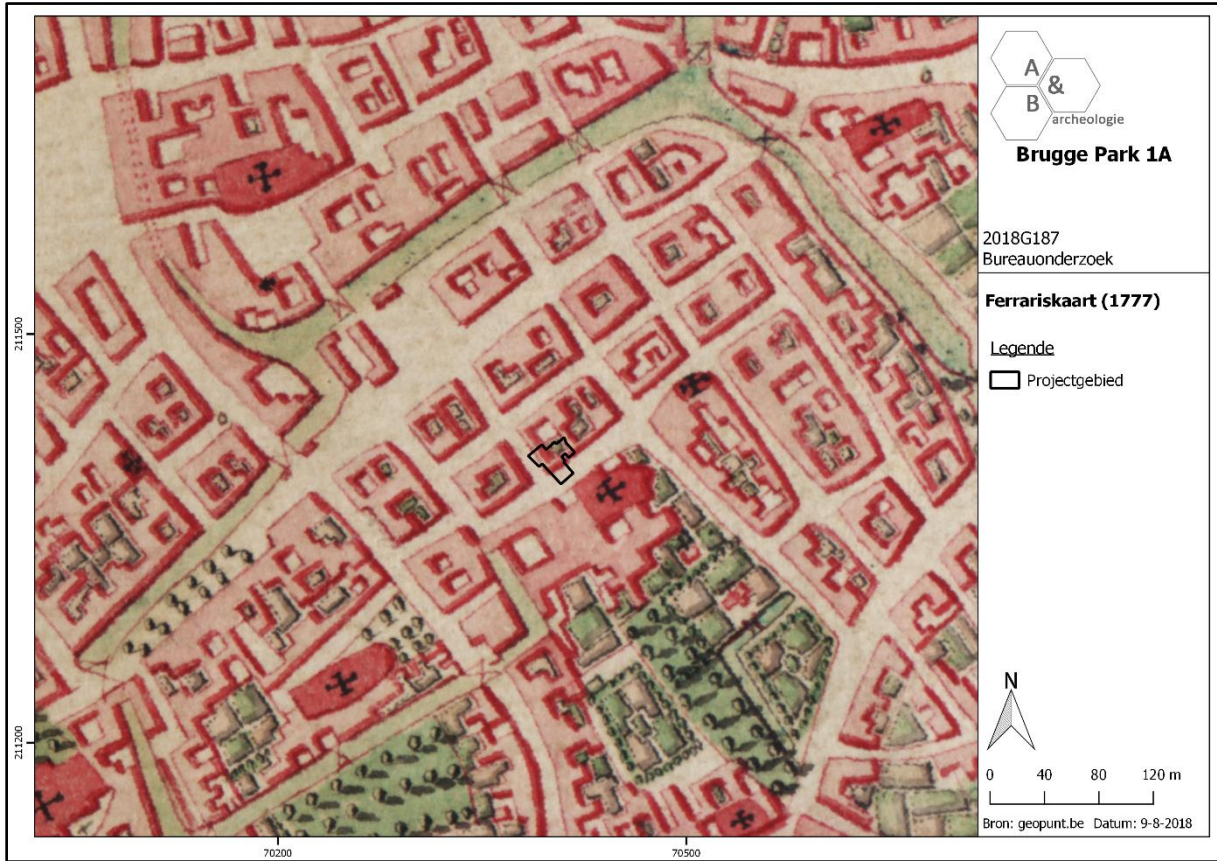 A
&
B
archeologie
Brugge Park 1A
2018G187
Bureauonderzoek
Ferrariskaart (1777)
Legende
Projectgebied
N
0 40 80 120 m
Bron: geopunt.be Datum: 9-8-2018
211500
211200
70200 70500